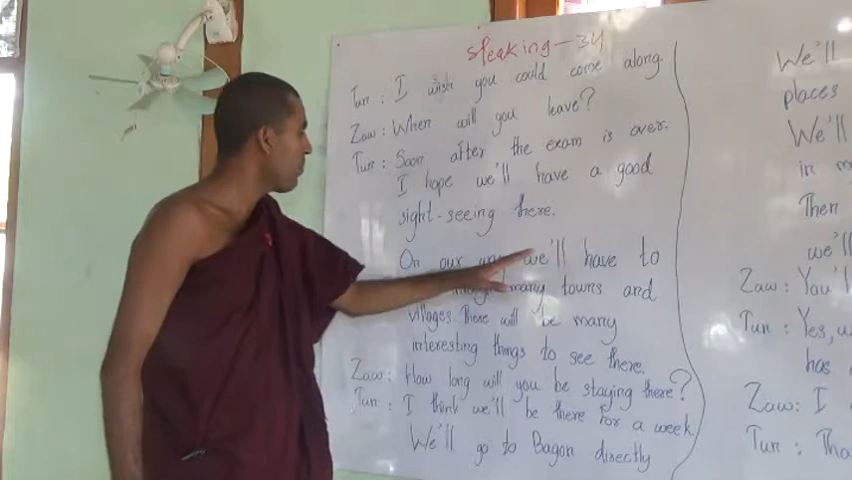 Speaking - 34
Tun : I wish you could come along.
Zaw : When will you leave?
Tun : Soon after the exam is over.
I hope we'll have a good
sight-seeing there.
On our way we'll have to
many towns and
villages. There will be many
interesting things to see there.
Zaw : How long will you be staying there?
Tun : I think we'll be there for a week.
We'll go to Bagan directly
We'll
places
We'll
in
Then
we'll
Zaw :
Tun : Yes,
has
Zaw : I
Tun :